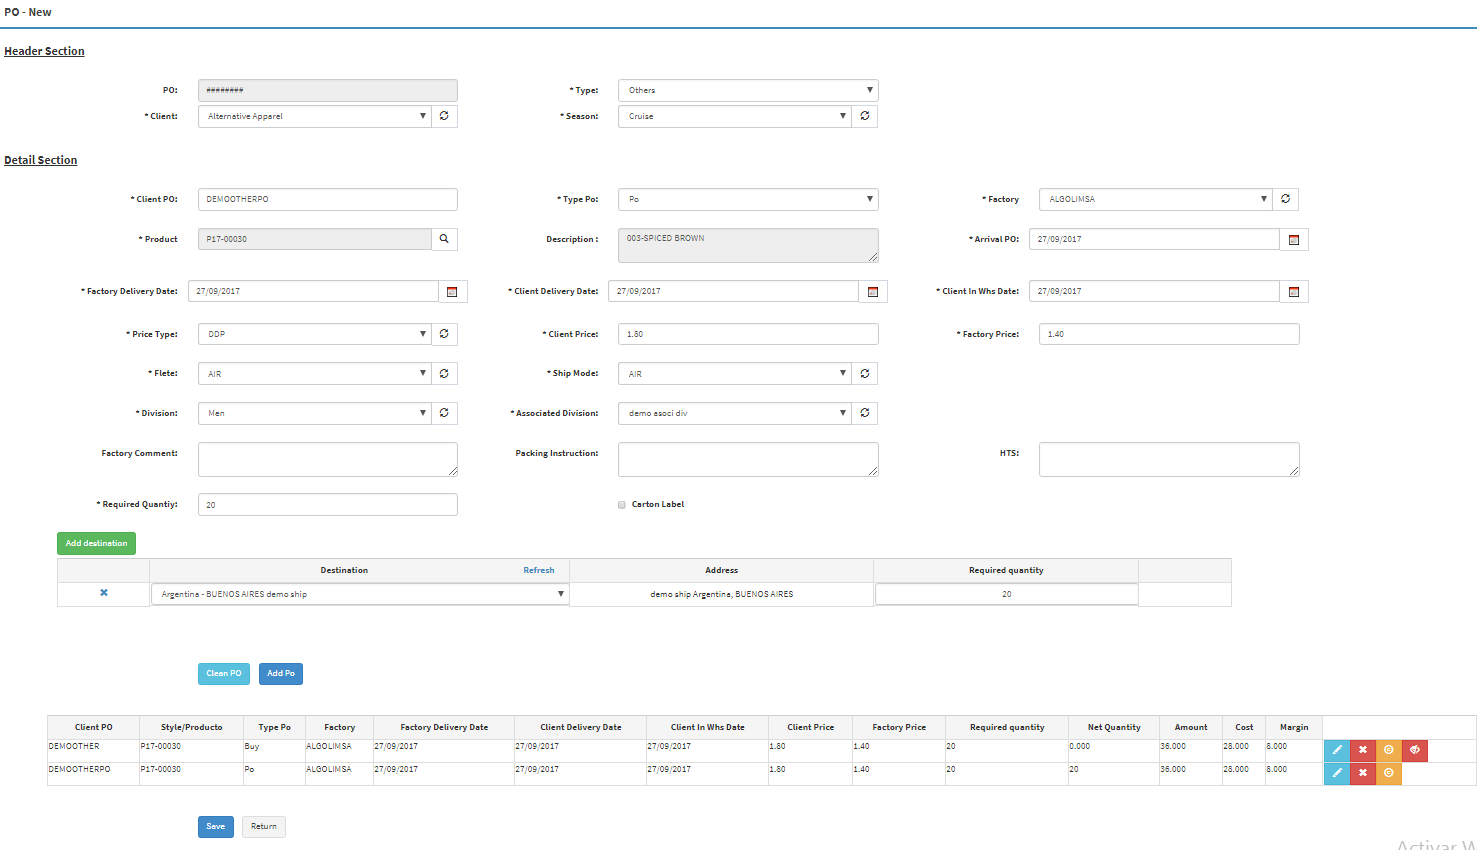 PO - New
Header Section
PO: ######## * Type: Others
* Client: Alternative Apparel * Season: Cruise
Detail Section
* Client PO: DEMOOTHERPO * Type Po: Po * Factory ALGOLIMSA
* Product P17-00030 Description : 003-SPICED BROWN * Arrival PO: 27/09/2017
* Factory Delivery Date: 27/09/2017 * Client Delivery Date: 27/09/2017 * Client In Whs Date: 27/09/2017
* Price Type: DDP * Client Price: 1.80 * Factory Price: 1.40
* Flete: AIR * Ship Mode: AIR
* Division: Men * Associated Division: demo asoci div
Factory Comment: Packing Instruction: HTS:
* Required Quantiy: 20 Carton Label
Add destination
Destination Refresh Address Required quantity
Argentina - BUENOS AIRES demo ship demo ship Argentina, BUENOS AIRES 20
Clean PO Add Po
Client PO Style/Producto Type Po Factory Factory Delivery Date Client Delivery Date Client In Whs Date Client Price Factory Price Required quantity Net Quantity Amount Cost Margin
DEMOOTHER P17-00030 Buy ALGOLIMSA 27/09/2017 27/09/2017 27/09/2017 1.80 1.40 20 0.000 36.000 28.000 8.000
DEMOOTHERPO P17-00030 Po ALGOLIMSA 27/09/2017 27/09/2017 27/09/2017 1.80 1.40 20 20 36.000 28.000 8.000
Save Return
Activar W